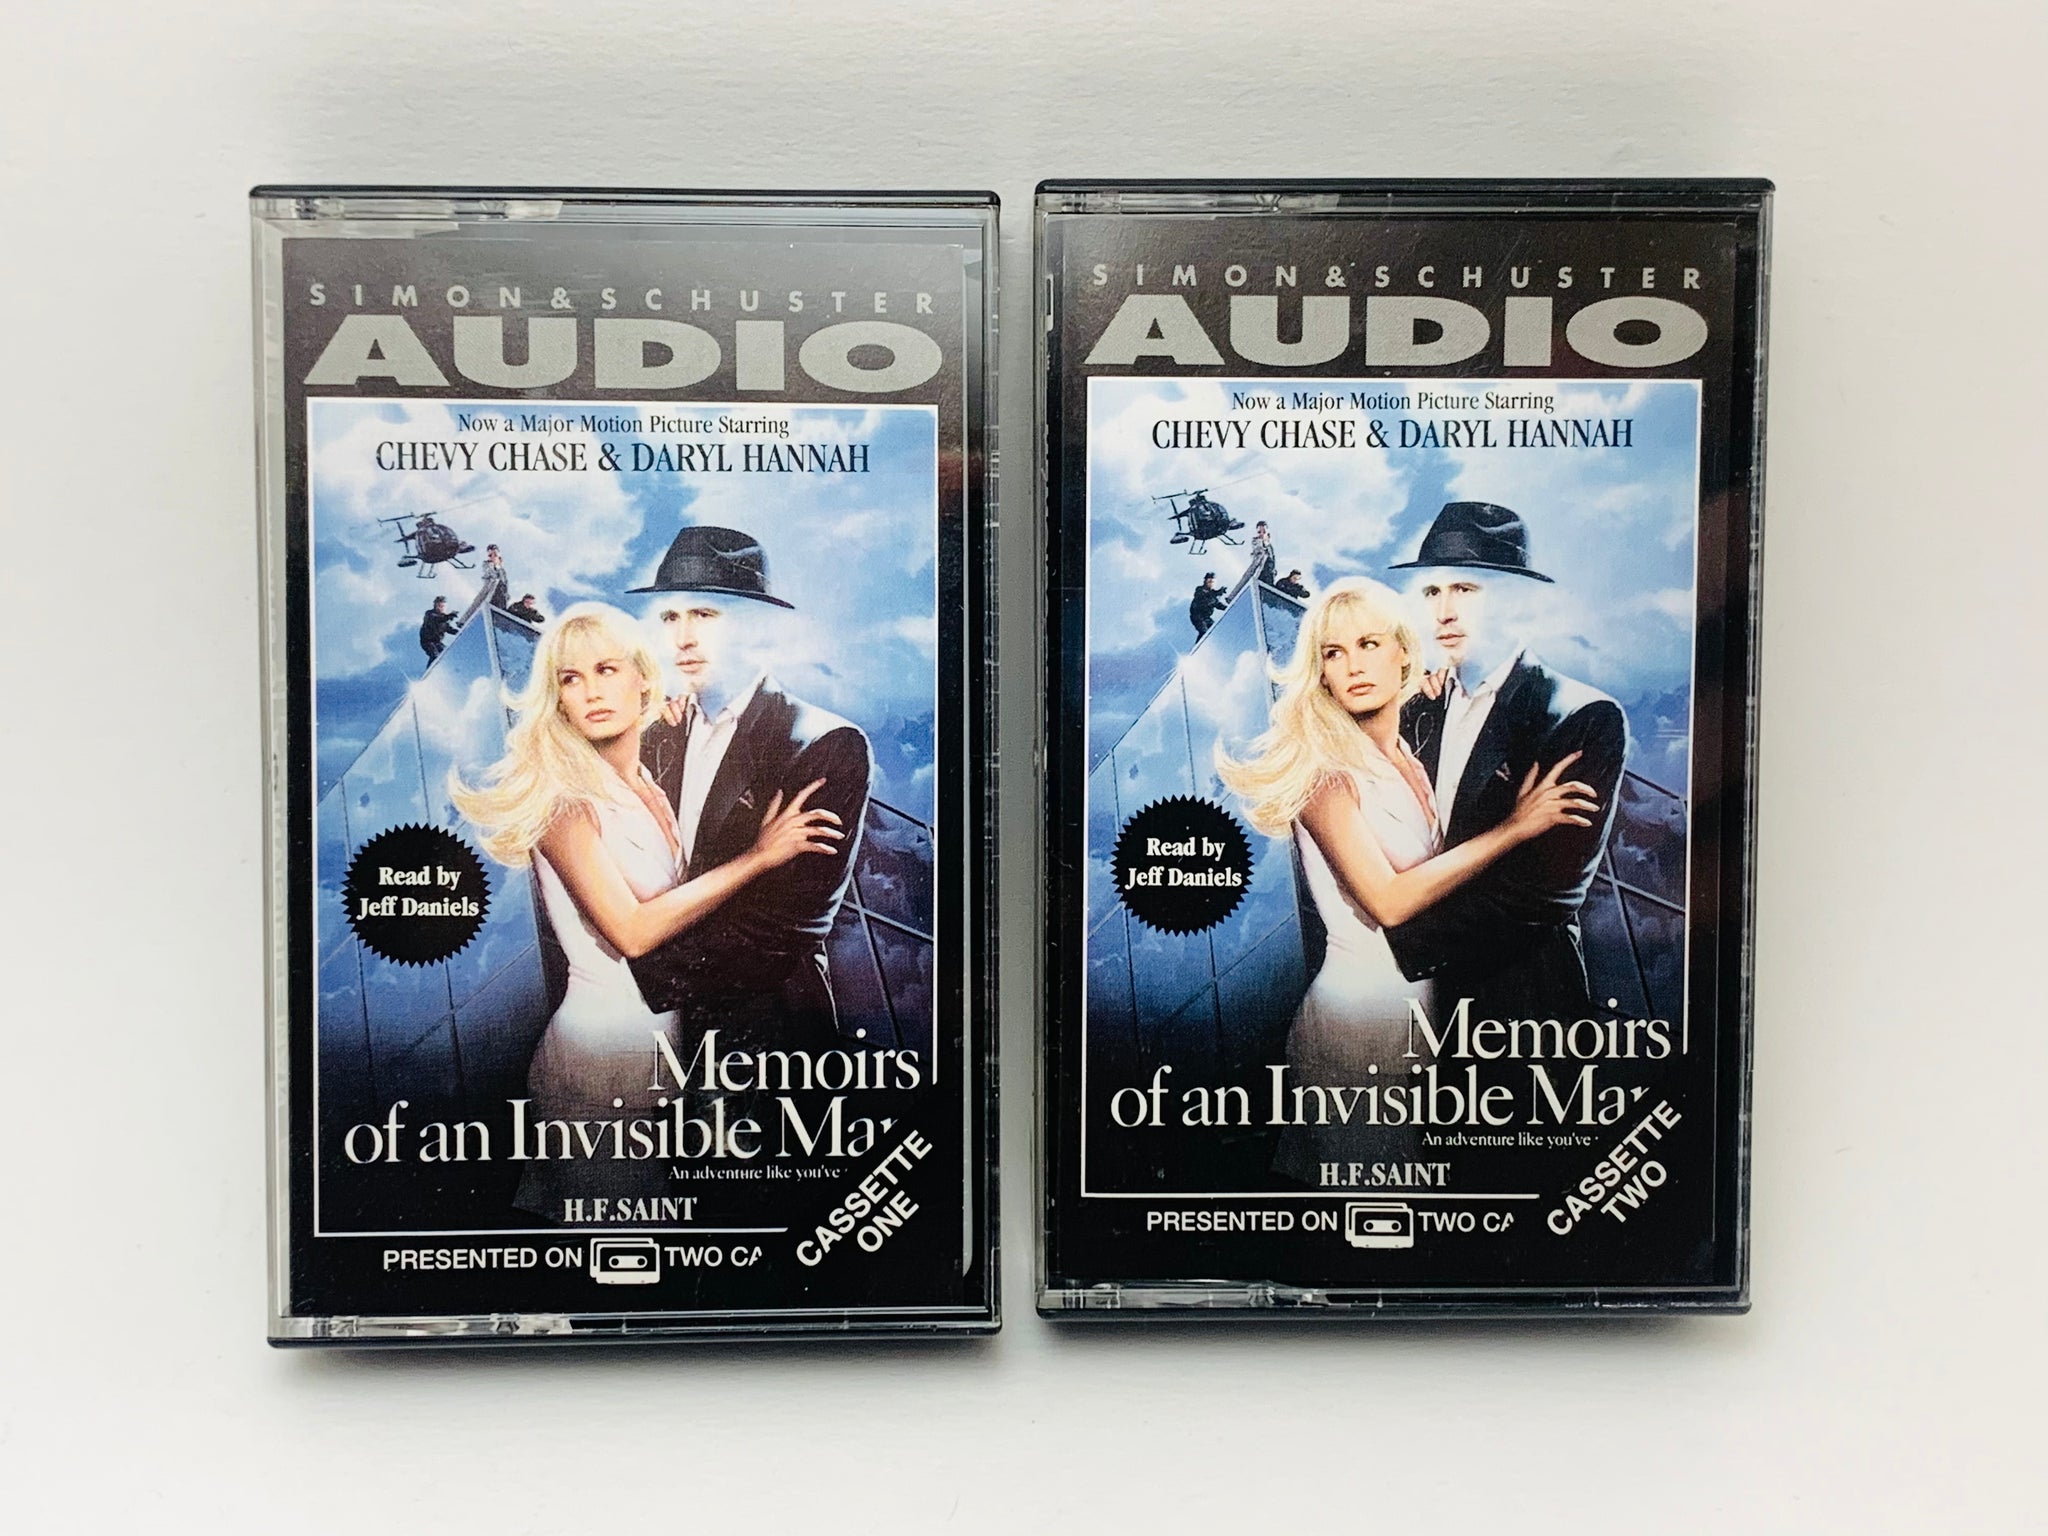 SIMON & SCHUSTER
AUDIO
Now a Major Motion Picture Starring
CHEVY CHASE & DARYL HANNAH
Read by
Jeff Daniels
Memoirs
of an Invisible Ma
An adventure like you've
H.F.SAINT
CASSETTE
ONE
PRESENTED ON TWO CA
SIMON & SCHUSTER
AUDIO
Now a Major Motion Picture Starring
CHEVY CHASE & DARYL HANNAH
Read by
Jeff Daniels
Memoirs
of an Invisible Ma
An adventure like you've
H.F.SAINT
CASSETTE
TWO
PRESENTED ON TWO CA